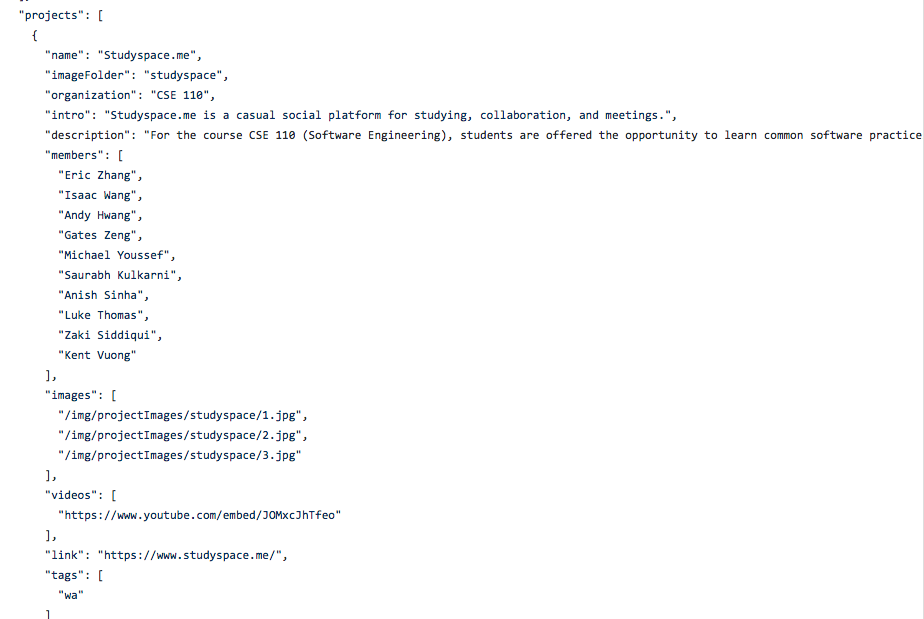 "projects": [
{
"name": "Studyspace.me",
"imageFolder": "studyspace",
"organization": "CSE 110",
"intro": "Studyspace.me is a casual social platform for studying, collaboration, and meetings.",
"description": "For the course CSE 110 (Software Engineering), students are offered the opportunity to learn common software practice
"members": [
"Eric Zhang",
"Isaac Wang",
"Andy Hwang",
"Gates Zeng",
"Michael Youssef",
"Saurabh Kulkarni",
"Anish Sinha",
"Luke Thomas",
"Zaki Siddiqui",
"Kent Vuong"
],
"images": [
"/img/projectImages/studyspace/1.jpg",
"/img/projectImages/studyspace/2.jpg",
"/img/projectImages/studyspace/3.jpg"
],
"videos": [
"https://www.youtube.com/embed/JOMxcJhTfeo"
],
"link": "https://www.studyspace.me/",
"tags": [
"wa"
]